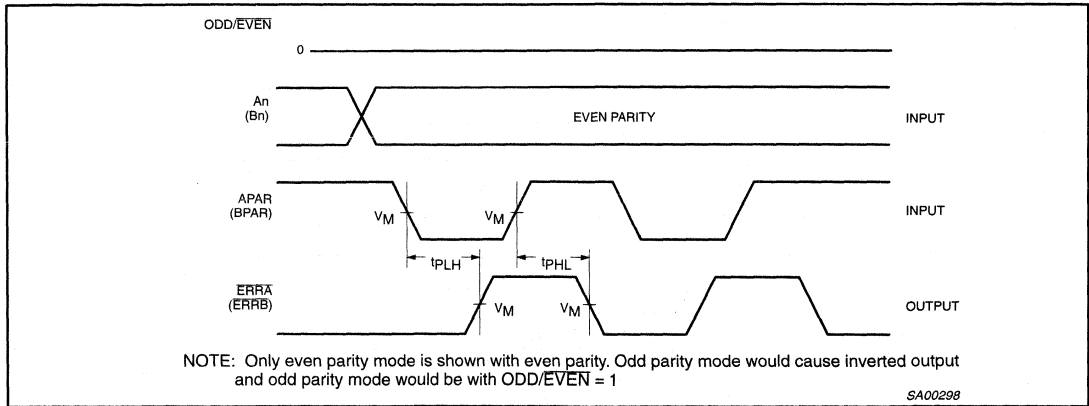 ODD/EVEN
0
An
(Bn)
EVEN PARITY
INPUT
APAR
(BPAR)
VM
VM
INPUT
tPLH
tPHL
ERRA
(ERRB)
VM
VM
OUTPUT
NOTE: Only even parity mode is shown with even parity. Odd parity mode would cause inverted output
and odd parity mode would be with ODD/EVEN = 1
SA00298